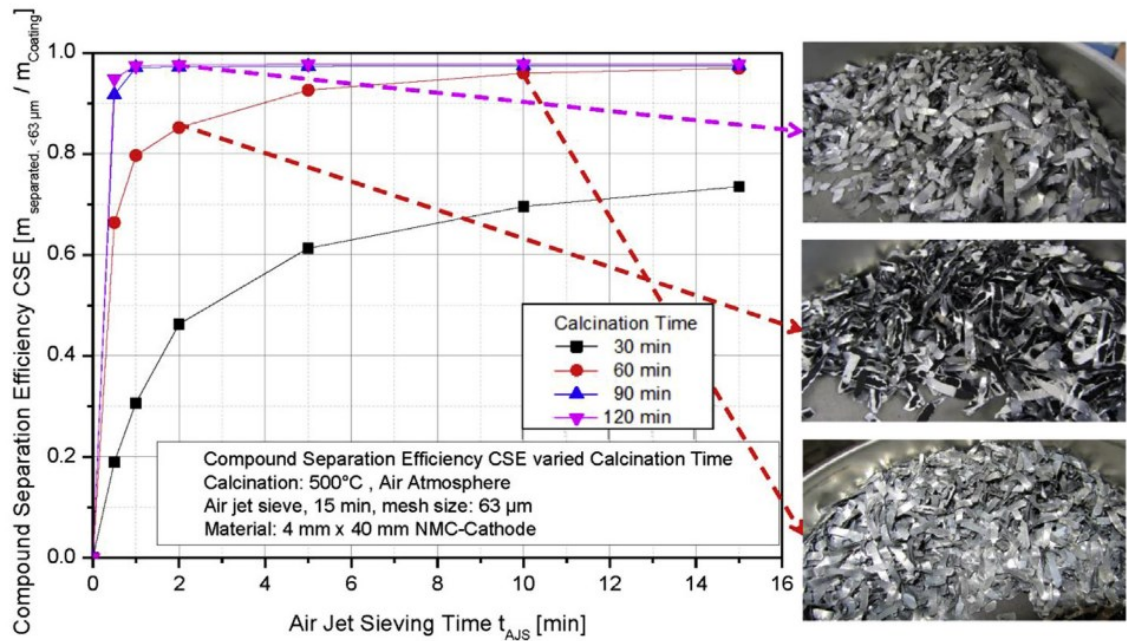 Compound Separation Efficiency CSE [m separated. <63 µm / m Coating]
1.0
0.8
0.6
0.4
0.2
0.0
0
2
4
6
8
10
12
14
16
Calcination Time
30 min
60 min
90 min
120 min
Compound Separation Efficiency CSE varied Calcination Time
Calcination: 500°C , Air Atmosphere
Air jet sieve, 15 min, mesh size: 63 µm
Material: 4 mm x 40 mm NMC-Cathode
Air Jet Sieving Time t AJS [min]